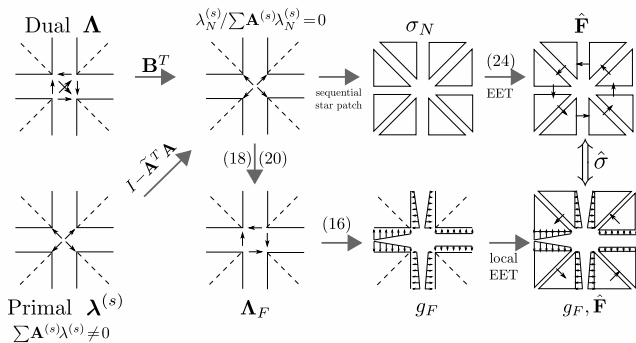 Dual Λ
λ_N^{(s)}/∑A^{(s)}λ_N^{(s)}=0
σ_N
F̂
B^T
sequential
star patch
(24)
EET
I−Ã^T A
(18)
(20)
σ̂
(16)
local
EET
Primal λ^{(s)}
∑A^{(s)}λ^{(s)}≠0
Λ_F
g_F
g_F, F̂